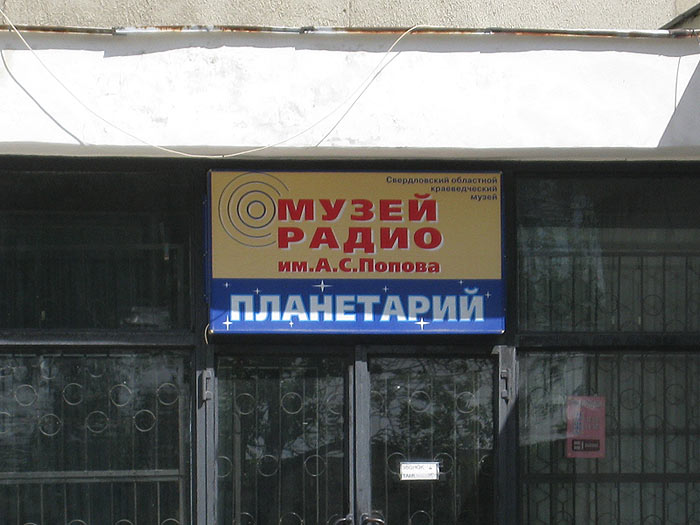 Свердловский областной
краеведческий
музей
МУЗЕЙ
РАДИО
им.А.С.Попова
ПЛАНЕТАРИЙ